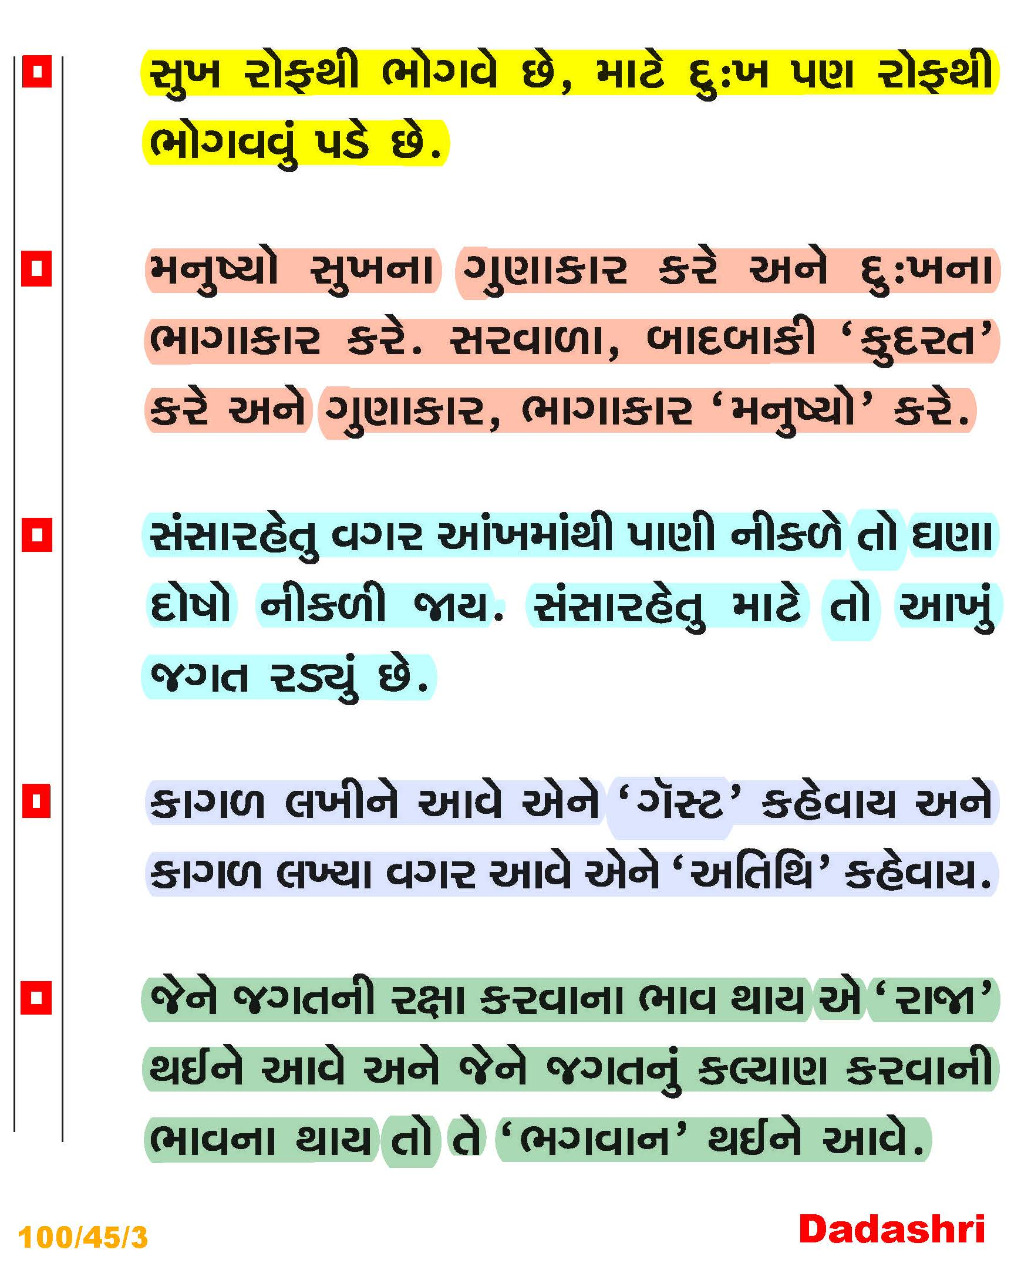 સુખ રોફથી ભોગવે છે, માટે દુ:ખ પણ રોફથી
ભોગવવું પડે છે.
મનુષ્યો સુખના ગુણાકાર કરે અને દુ:ખના
ભાગાકાર કરે. સરવાળા, બાદબાકી ‘કુદરત’
કરે અને ગુણાકાર, ભાગાકાર ‘મનુષ્યો’ કરે.
સંસારહેતુ વગર આંખમાંથી પાણી નીકળે તો ઘણા
દોષો નીકળી જાય. સંસારહેતુ માટે તો આખું
જગત રડ્યું છે.
કાગળ લખીને આવે એને ‘ગૅસ્ટ’ કહેવાય અને
કાગળ લખ્યા વગર આવે એને ‘અતિથિ’ કહેવાય.
જેને જગતની રક્ષા કરવાના ભાવ થાય એ ‘રાજા’
થઈને આવે અને જેને જગતનું કલ્યાણ કરવાની
ભાવના થાય તો તે ‘ભગવાન’ થઈને આવે.
100/45/3
Dadashri